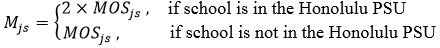 M_js = { 2 × MOS_js , if school is in the Honolulu PSU
MOS_js , if school is not in the Honolulu PSU